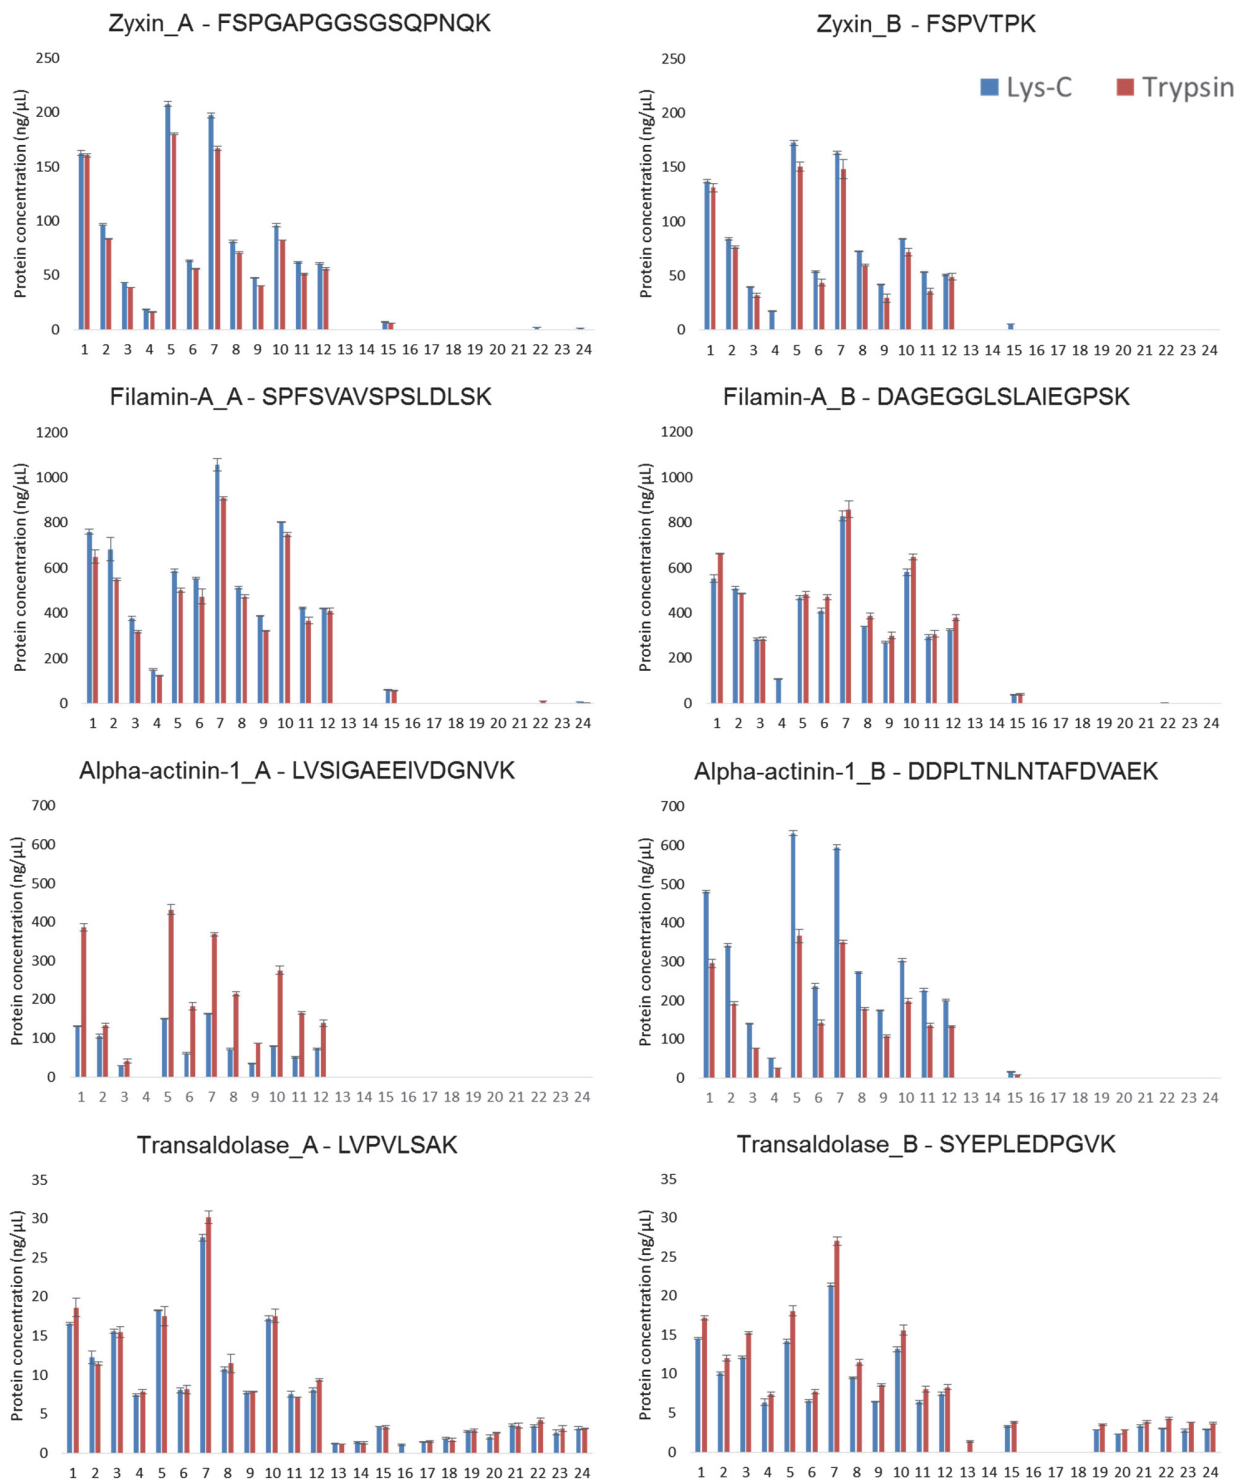 Zyxin_A - FSPGAPGGSGSQPNQK
Protein concentration (ng/µL)
250
200
150
100
50
0
1 2 3 4 5 6 7 8 9 10 11 12 13 14 15 16 17 18 19 20 21 22 23 24
Zyxin_B - FSPVTPK
Lys-C Trypsin
Protein concentration (ng/µL)
250
200
150
100
50
0
1 2 3 4 5 6 7 8 9 10 11 12 13 14 15 16 17 18 19 20 21 22 23 24
Filamin-A_A - SPFSVAVSPSLDLSK
Protein concentration (ng/µL)
1200
1000
800
600
400
200
0
1 2 3 4 5 6 7 8 9 10 11 12 13 14 15 16 17 18 19 20 21 22 23 24
Filamin-A_B - DAGEGGLSLAIEGPSK
Protein concentration (ng/µL)
1200
1000
800
600
400
200
0
1 2 3 4 5 6 7 8 9 10 11 12 13 14 15 16 17 18 19 20 21 22 23 24
Alpha-actinin-1_A - LVSIGAEEIVDGNVK
Protein concentration (ng/µL)
700
600
500
400
300
200
100
0
1 2 3 4 5 6 7 8 9 10 11 12 13 14 15 16 17 18 19 20 21 22 23 24
Alpha-actinin-1_B - DDPLTNLNTAFDVAEK
Protein concentration (ng/µL)
700
600
500
400
300
200
100
0
1 2 3 4 5 6 7 8 9 10 11 12 13 14 15 16 17 18 19 20 21 22 23 24
Transaldolase_A - LVPVLSAK
Protein concentration (ng/µL)
35
30
25
20
15
10
5
0
1 2 3 4 5 6 7 8 9 10 11 12 13 14 15 16 17 18 19 20 21 22 23 24
Transaldolase_B - SYEPLEDPGVK
Protein concentration (ng/µL)
35
30
25
20
15
10
5
0
1 2 3 4 5 6 7 8 9 10 11 12 13 14 15 16 17 18 19 20 21 22 23 24